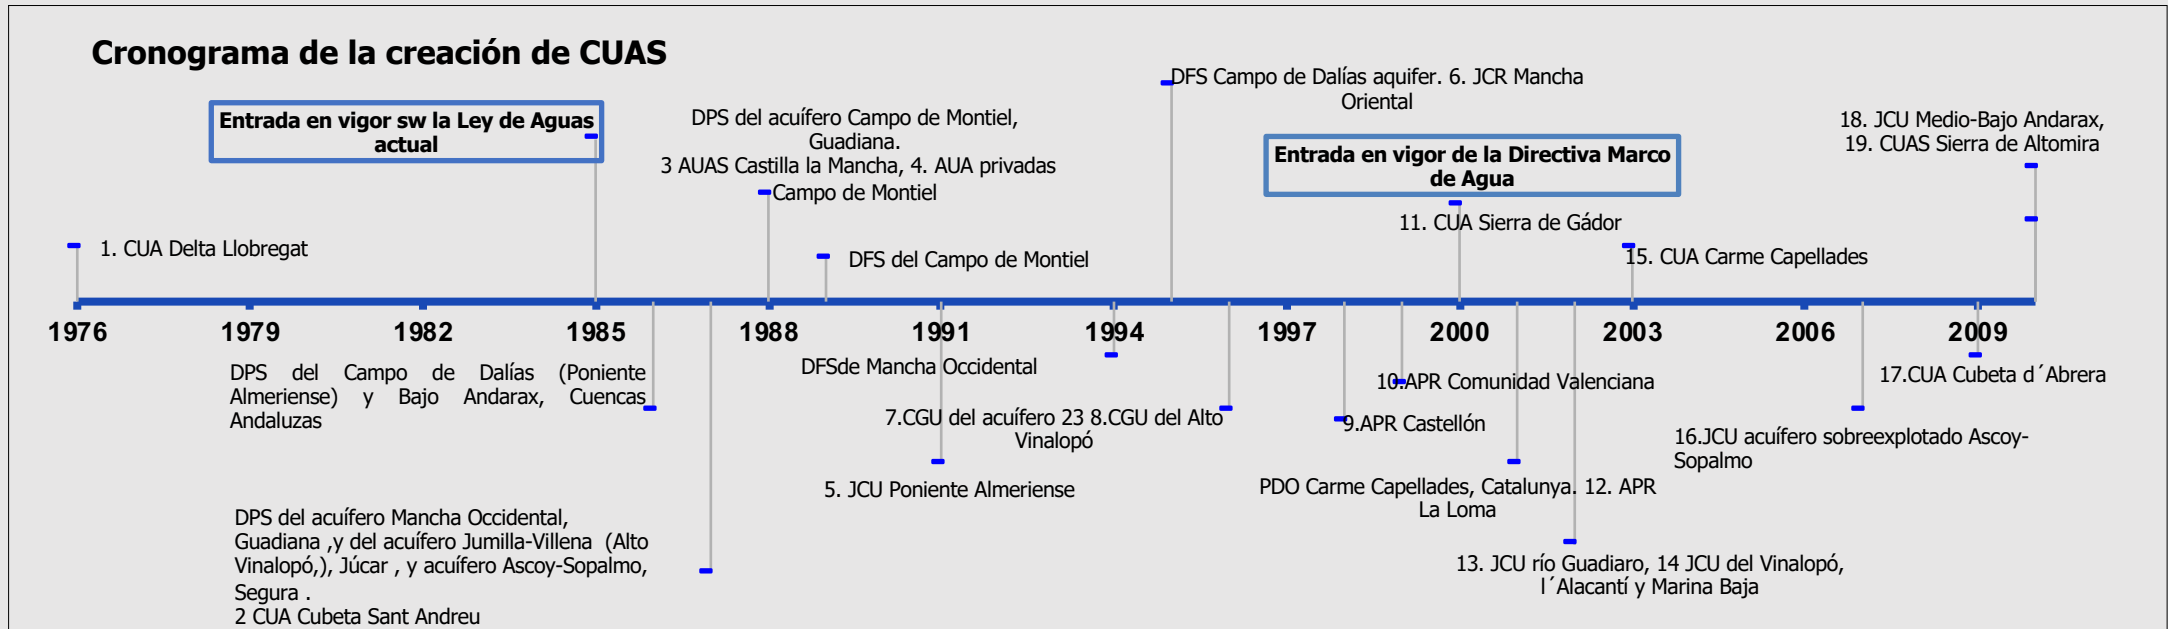 Cronograma de la creación de CUAS
Entrada en vigor sw la Ley de Aguas
actual
DPS del acuífero Campo de Montiel,
Guadiana.
3 AUAS Castilla la Mancha, 4. AUA privadas
Campo de Montiel
DFS Campo de Dalías aquifer. 6. JCR Mancha
Oriental
Entrada en vigor de la Directiva Marco
de Agua
18. JCU Medio-Bajo Andarax,
19. CUAS Sierra de Altomira
1. CUA Delta Llobregat
DFS del Campo de Montiel
11. CUA Sierra de Gádor
15. CUA Carme Capellades
1976 1979 1982 1985 1988 1991 1994 1997 2000 2003 2006 2009
DPS del Campo de Dalías (Poniente
Almeriense) y Bajo Andarax, Cuencas
Andaluzas
DFSde Mancha Occidental
7.CGU del acuífero 23 8.CGU del Alto
Vinalopó
5. JCU Poniente Almeriense
10.APR Comunidad Valenciana
9.APR Castellón
17.CUA Cubeta d´Abrera
16.JCU acuífero sobreexplotado Ascoy-
Sopalmo
PDO Carme Capellades, Catalunya. 12. APR
La Loma
DPS del acuífero Mancha Occidental,
Guadiana ,y del acuífero Jumilla-Villena (Alto
Vinalopó,), Júcar , y acuífero Ascoy-Sopalmo,
Segura .
2 CUA Cubeta Sant Andreu
13. JCU río Guadiaro, 14 JCU del Vinalopó,
l´Alacantí y Marina Baja